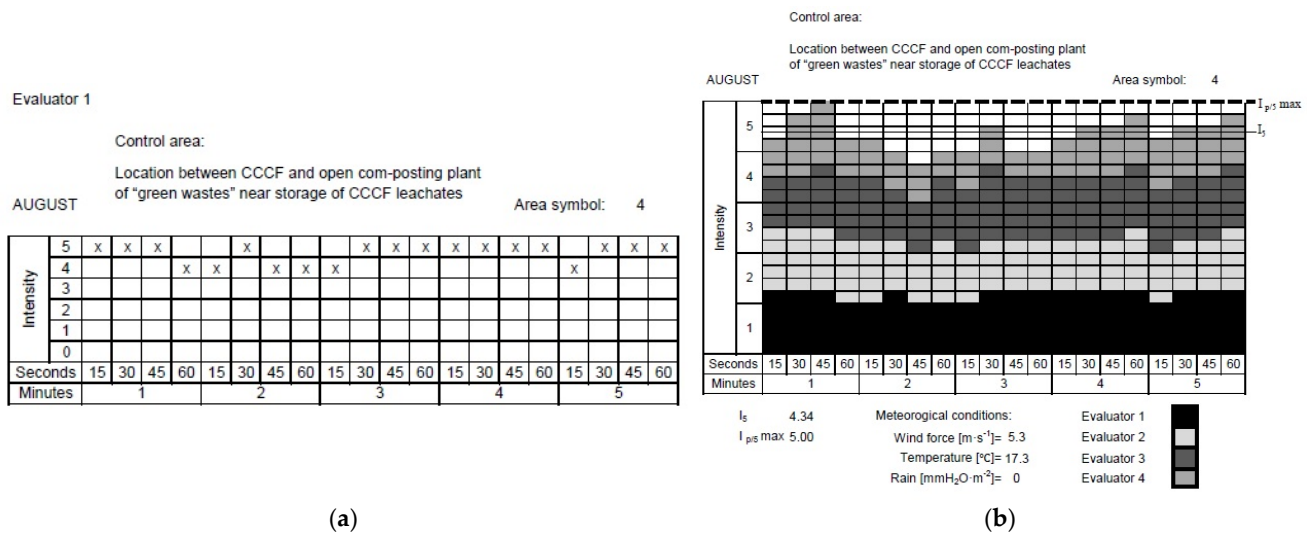 Evaluator 1
Control area:
Location between CCCF and open com-posting plant
of “green wastes” near storage of CCCF leachates
AUGUST
Area symbol: 4
Intensity
5 x x x x x x x x x x x x x x
4 x x x x x x
3
2
1
0
Seconds 15 30 45 60 15 30 45 60 15 30 45 60 15 30 45 60 15 30 45 60
Minutes 1 2 3 4 5
(a)
Control area:
Location between CCCF and open com-posting plant
of “green wastes” near storage of CCCF leachates
AUGUST
Area symbol: 4
I p/5 max
I5
Intensity
5
4
3
2
1
Seconds 15 30 45 60 15 30 45 60 15 30 45 60 15 30 45 60 15 30 45 60
Minutes 1 2 3 4 5
I5 4.34
I p/5 max 5.00
Meteorogical conditions:
Wind force [m·s-1]= 5.3
Temperature [°C]= 17.3
Rain [mmH2O·m-2]= 0
Evaluator 1
Evaluator 2
Evaluator 3
Evaluator 4
(b)